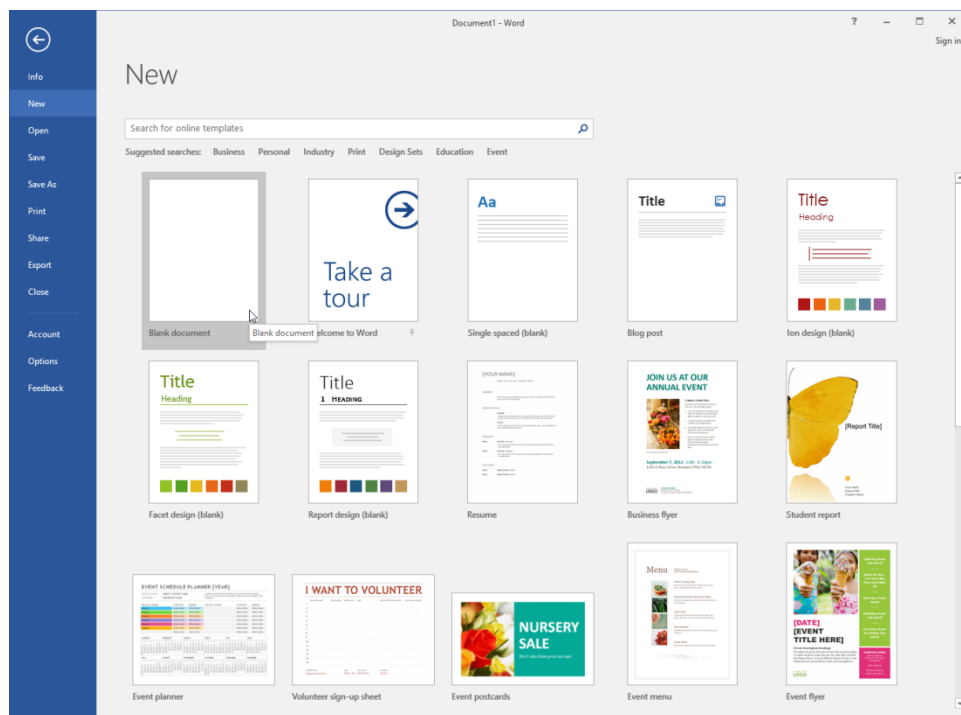 Document1 - Word
?
Sign in
Info
New
Open
Save
Save As
Print
Share
Export
Close
Account
Options
Feedback
New
Search for online templates
Suggested searches: Business Personal Industry Print Design Sets Education Event
Take a
tour
Aa
Title
Title
Heading
Blank document
Blank document
elcome to Word
Single spaced (blank)
Blog post
Ion design (blank)
Title
Heading
Title
1 HEADING
[YOUR NAME]
JOIN US AT OUR
ANNUAL EVENT
[Report Title]
Facet design (blank)
Report design (blank)
Resume
Business flyer
Student report
EVENT SCHEDULE PLANNER [YEAR]
I WANT TO VOLUNTEER
NURSERY
SALE
Menu
[DATE]
[EVENT
TITLE HERE]
Event planner
Volunteer sign-up sheet
Event postcards
Event menu
Event flyer